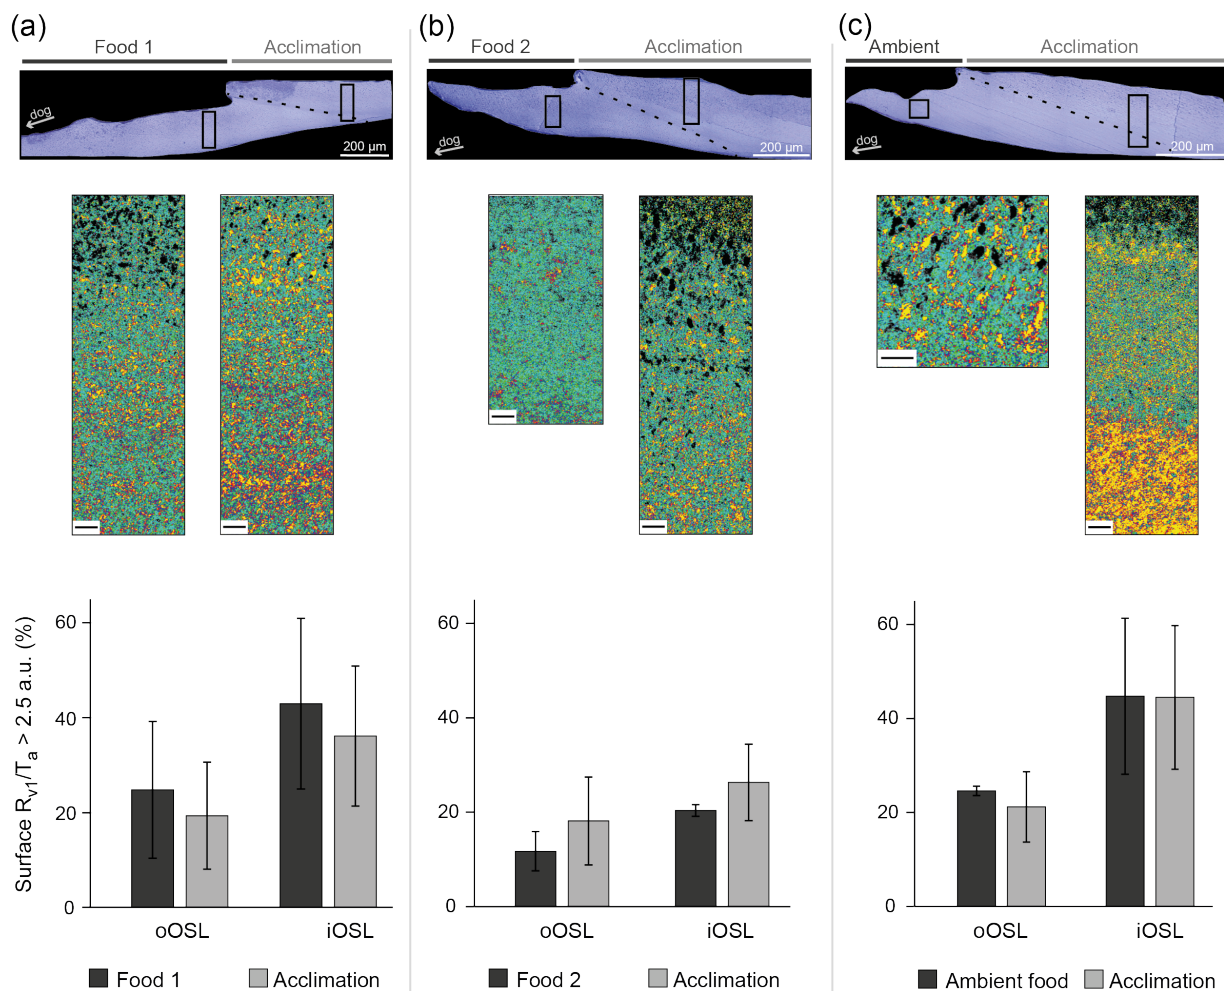 (a)
Food 1
Acclimation
dog
200 µm
(b)
Food 2
Acclimation
dog
200 µm
(c)
Ambient
Acclimation
dog
200 µm
Surface Rv1/Ta > 2.5 a.u. (%)
60
40
20
0
oOSL
iOSL
Food 1
Acclimation
60
40
20
0
oOSL
iOSL
Food 2
Acclimation
60
40
20
0
oOSL
iOSL
Ambient food
Acclimation